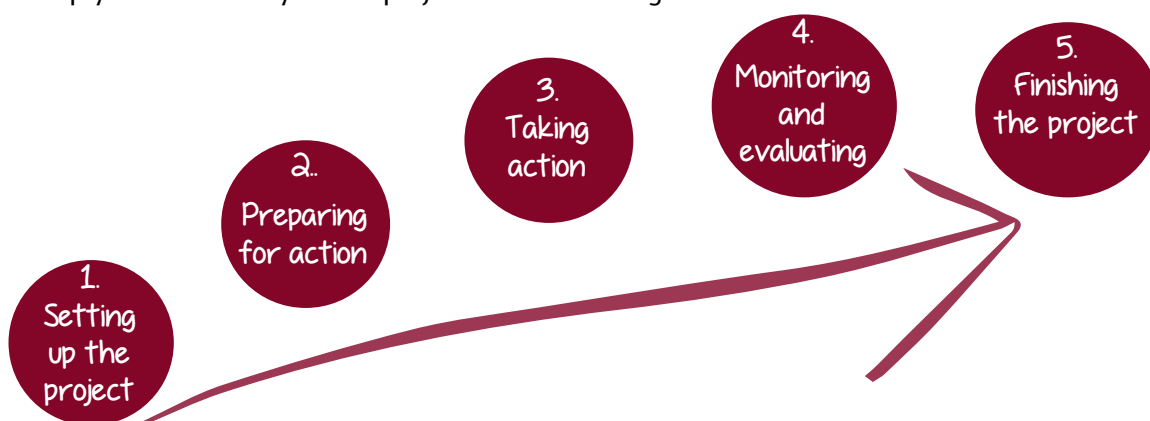 1.
Setting
up the
project
2..
Preparing
for action
3.
Taking
action
4.
Monitoring
and
evaluating
5.
Finishing
the project